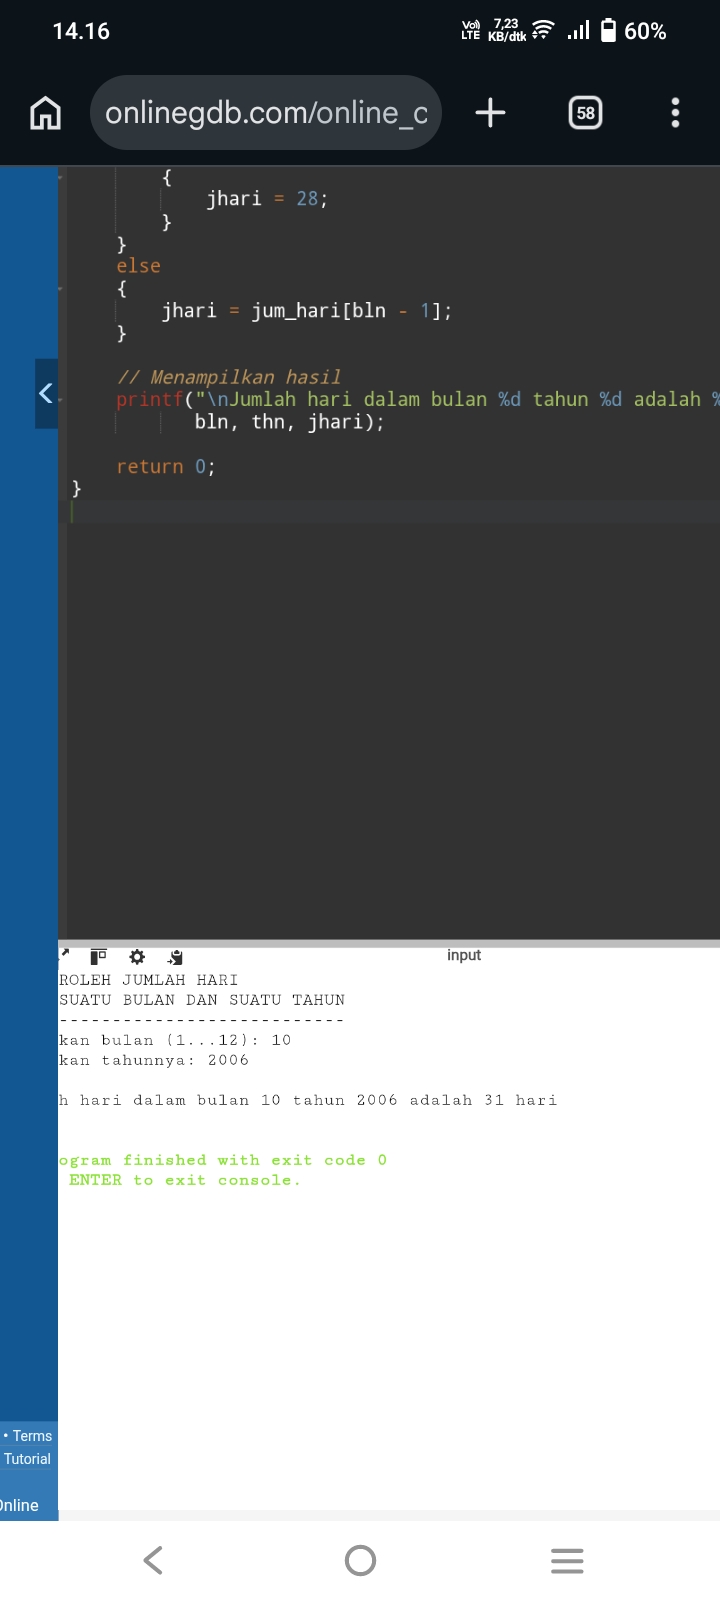 14.16
Vo) LTE 7,23 KB/dtk 60%
onlinegdb.com/online_c
58
{
jhari = 28;
}
}
else
{
jhari = jum_hari[bln - 1];
}
// Menampilkan hasil
printf("\nJumlah hari dalam bulan %d tahun %d adalah %
bln, thn, jhari);
return 0;
}
input
ROLEH JUMLAH HARI
SUATU BULAN DAN SUATU TAHUN
---------------------------
kan bulan (1...12): 10
kan tahunnya: 2006
h hari dalam bulan 10 tahun 2006 adalah 31 hari
ogram finished with exit code 0
ENTER to exit console.
• Terms
Tutorial
Online